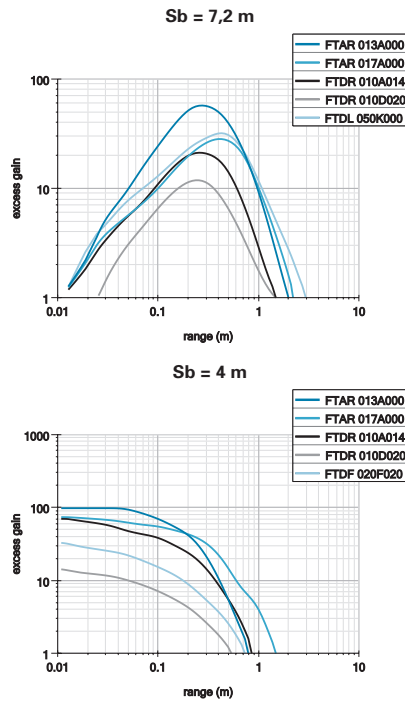 Sb = 7,2 m
FTAR 013A000
FTAR 017A000
FTDR 010A014
FTDR 010D020
FTDL 050K000
100
10
1
excess gain
0.01
0.1
1
10
range (m)
Sb = 4 m
FTAR 013A000
FTAR 017A000
FTDR 010A014
FTDR 010D020
FTDF 020F020
1000
100
10
1
excess gain
0.01
0.1
1
10
range (m)